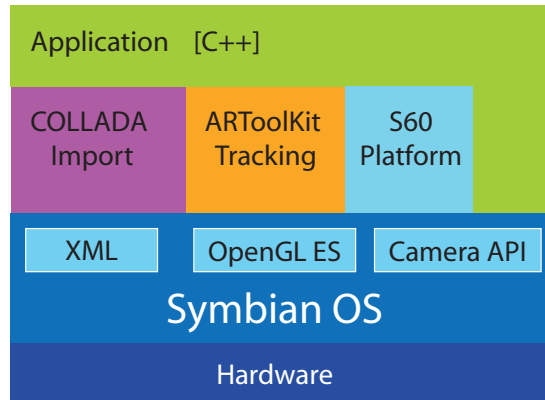 Application [C++]
COLLADA
Import
ARToolKit
Tracking
S60
Platform
XML
OpenGL ES
Camera API
Symbian OS
Hardware